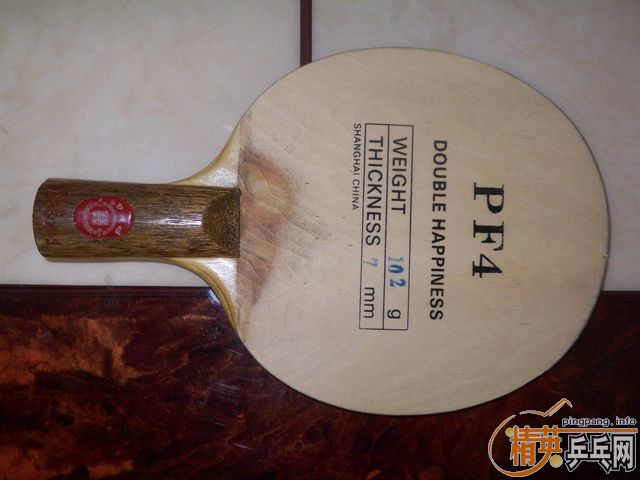 PF4
DOUBLE HAPPINESS
WEIGHT 102 g
THICKNESS 7 mm
SHANGHAI CHINA
pingpang.info
精英乒乓网